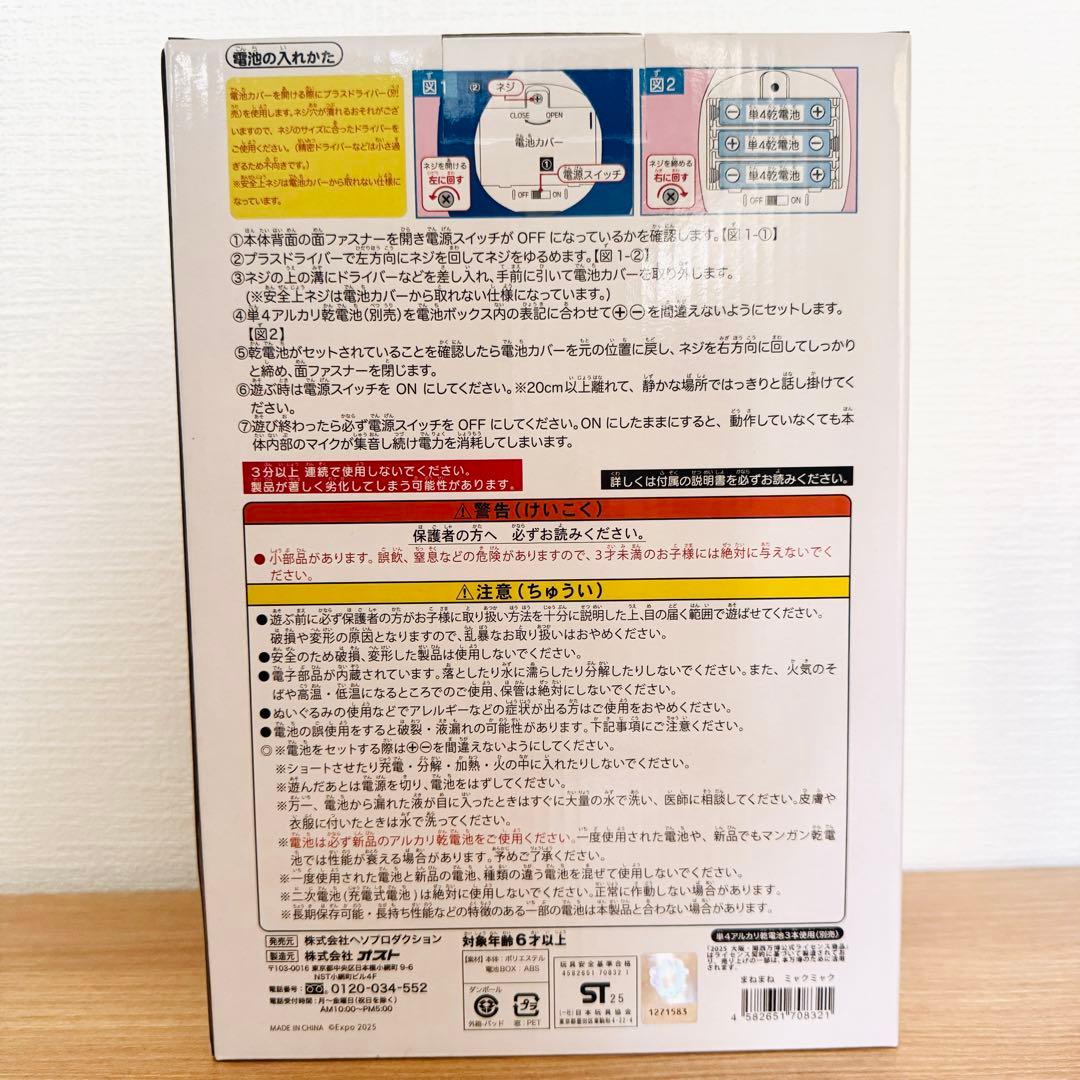 電池の入れかた
電池カバーを開ける際にプラスドライバー(別
売)を使用します。ネジ穴が潰れるおそれがござい
ますので、ネジのサイズに合ったドライバーを
ご使用ください。(精密ドライバーなどは小さ過
ぎるため不向きです。)
※安全上ネジは電池カバーから取れない仕様に
なっています。
図1
②
ネジ
CLOSE OPEN
電池カバー
①
電源スイッチ
ネジを開ける
左に回す
OFF ON
図2
単4乾電池
単4乾電池
単4乾電池
ネジを締める
右に回す
OFF ON
①本体背面の面ファスナーを開き電源スイッチが OFF になっているかを確認します。【図1-①】
②プラスドライバーで左方向にネジを回してネジをゆるめます。【図1-②】
③ネジの上の溝にドライバーなどを差し入れ、手前に引いて電池カバーを取り外します。
(※安全上ネジは電池カバーから取れない仕様になっています。)
④単4アルカリ乾電池(別売)を電池ボックス内の表記に合わせて⊕⊖を間違えないようにセットします。
【図2】
⑤乾電池がセットされていることを確認したら電池カバーを元の位置に戻し、ネジを右方向に回してしっかり
と締め、面ファスナーを閉じます。
⑥遊ぶ時は電源スイッチを ON にしてください。※20cm以上離れて、静かな場所ではっきりと話し掛けてく
ださい。
⑦遊び終わったら必ず電源スイッチを OFF にしてください。ON にしたままにすると、動作していなくても本
体内部のマイクが集音し続け電力を消耗してしまいます。
3分以上 連続で使用しないでください。
製品が著しく劣化してしまう可能性があります。
詳しくは付属の説明書を必ずお読みください。
⚠警告(けいこく)
保護者の方へ 必ずお読みください。
●小部品があります。誤飲、窒息などの危険がありますので、3才未満のお子様には絶対に与えないでく
ださい。
⚠注意(ちゅうい)
●遊ぶ前に必ず保護者の方がお子様に取り扱い方法を十分に説明した上、目の届く範囲で遊ばせてください。
破損や変形の原因となりますので、乱暴なお取り扱いはおやめください。
●安全のため破損、変形した製品は使用しないでください。
●電子部品が内蔵されています。落としたり水に濡らしたり分解したりしないでください。また、火気のそ
ばや高温・低温になるところでのご使用、保管は絶対にしないでください。
●ぬいぐるみの使用などでアレルギーなどの症状が出る方はご使用をおやめください。
●電池の誤使用をすると破裂・液漏れの可能性があります。下記事項にご注意ください。
◎※電池をセットする際は⊕⊖を間違えないようにしてください。
※ショートさせたり充電・分解・加熱・火の中に入れたりしないでください。
※遊んだあとは電源を切り、電池をはずしてください。
※万一、電池から漏れた液が目に入ったときはすぐに大量の水で洗い、医師に相談してください。皮膚や
衣服に付いたときは水で洗ってください。
※電池は必ず新品のアルカリ乾電池をご使用ください。一度使用された電池や、新品でもマンガン乾電
池では性能が衰える場合があります。予めご了承ください。
※一度使用された電池と新品の電池、種類の違う電池を混ぜて使用しないでください。
※二次電池(充電式電池)は絶対に使用しないでください。正常に作動しない場合があります。
※長期保存可能・長持ち性能などの特徴のある一部の電池は本製品と合わない場合があります。
発売元 株式会社ヘソプロダクション
製造元 株式会社 オスト
〒103-0016 東京都中央区日本橋小網町 9-6
NST小網町ビル4F
電話番号: 0120-034-552
電話受付時間:月〜金曜日(祝日を除く)
AM10:00〜PM5:00
MADE IN CHINA ©Expo 2025
対象年齢6才以上
【素材】本体:ポリエステル
電池BOX:ABS
ダンボール
外箱・パッド
プラ
窓:PET
玩具安全基準合格
4582651708321
ST 25
(一社)日本玩具協会
1271583
単4アルカリ乾電池3本使用(別売)
まねまね ミャクミャク
4 582651 708321